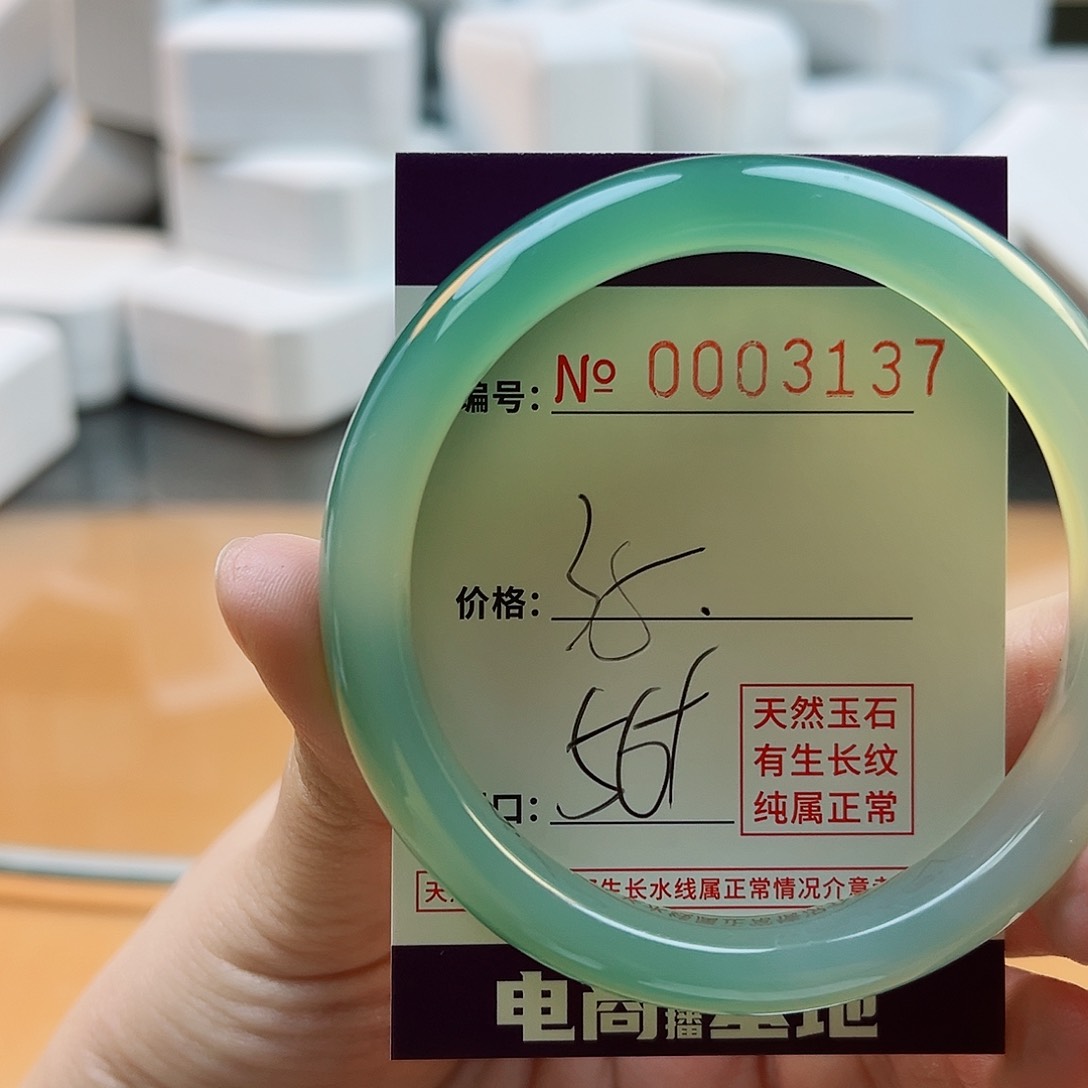 编号：№ 0003137
价格：
口： 56+
天然玉石
有生长纹
纯属正常
生长水线属正常情况介意
电商播基地